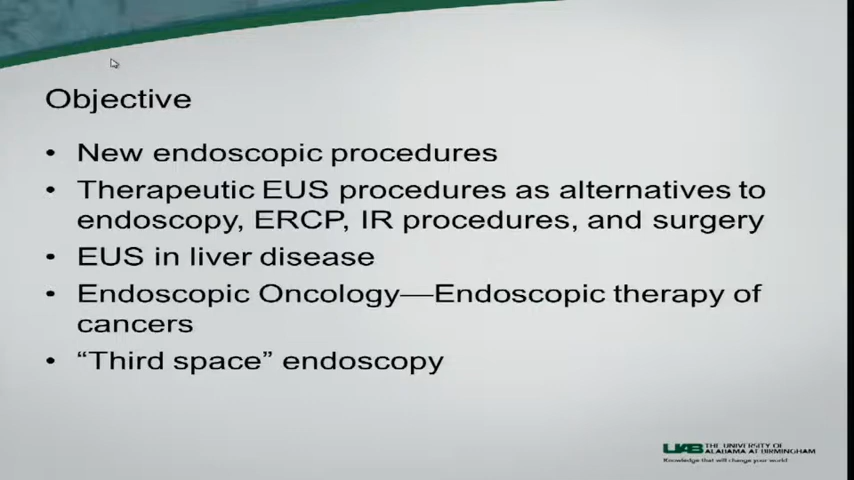 Objective
• New endoscopic procedures
• Therapeutic EUS procedures as alternatives to
endoscopy, ERCP, IR procedures, and surgery
• EUS in liver disease
• Endoscopic Oncology—Endoscopic therapy of
cancers
• “Third space” endoscopy
UAB THE UNIVERSITY OF
ALABAMA AT BIRMINGHAM
Knowledge that will change your world